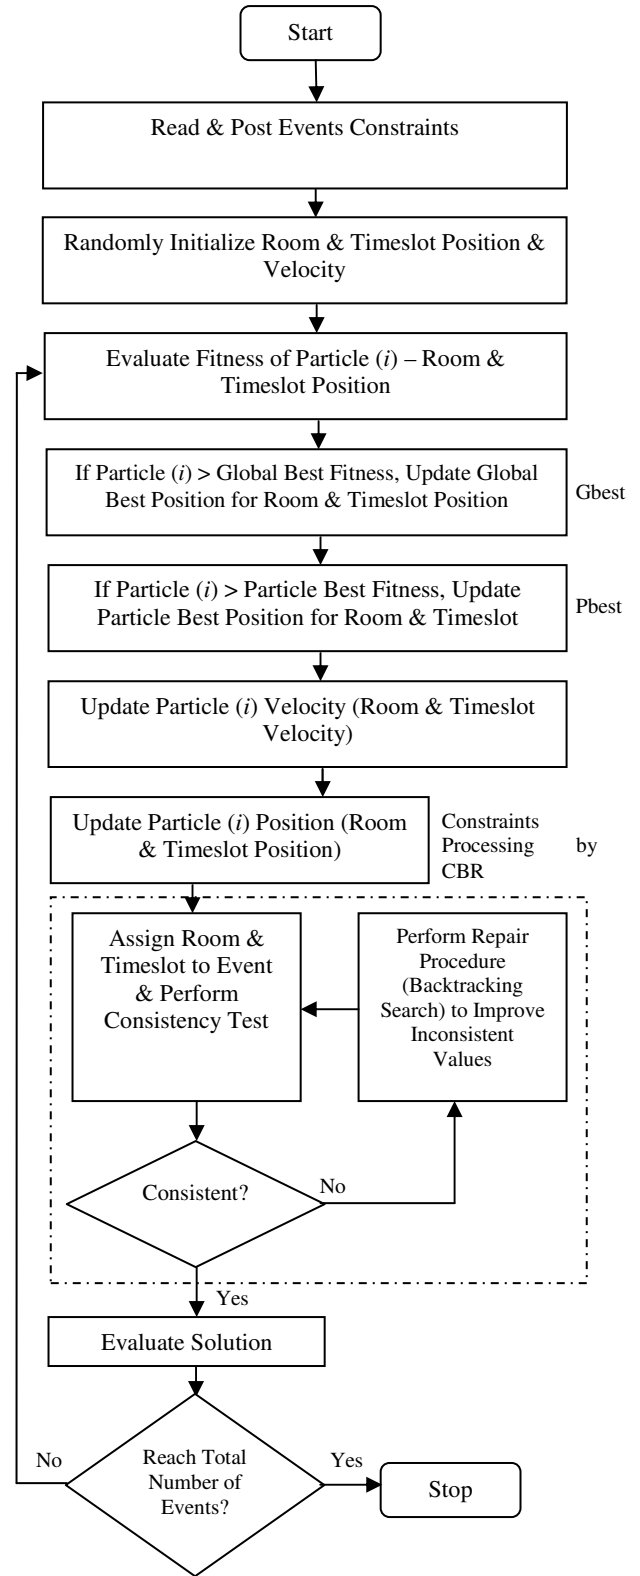 Start
Read & Post Events Constraints
Randomly Initialize Room & Timeslot Position &
Velocity
Evaluate Fitness of Particle (i) – Room &
Timeslot Position
If Particle (i) > Global Best Fitness, Update Global
Best Position for Room & Timeslot Position
Gbest
If Particle (i) > Particle Best Fitness, Update
Particle Best Position for Room & Timeslot
Pbest
Update Particle (i) Velocity (Room & Timeslot
Velocity)
Update Particle (i) Position (Room
& Timeslot Position)
Constraints
Processing by
CBR
Assign Room &
Timeslot to Event
& Perform
Consistency Test
Perform Repair
Procedure
(Backtracking
Search) to Improve
Inconsistent
Values
Consistent?
No
Yes
Evaluate Solution
No
Reach Total
Number of
Events?
Yes
Stop